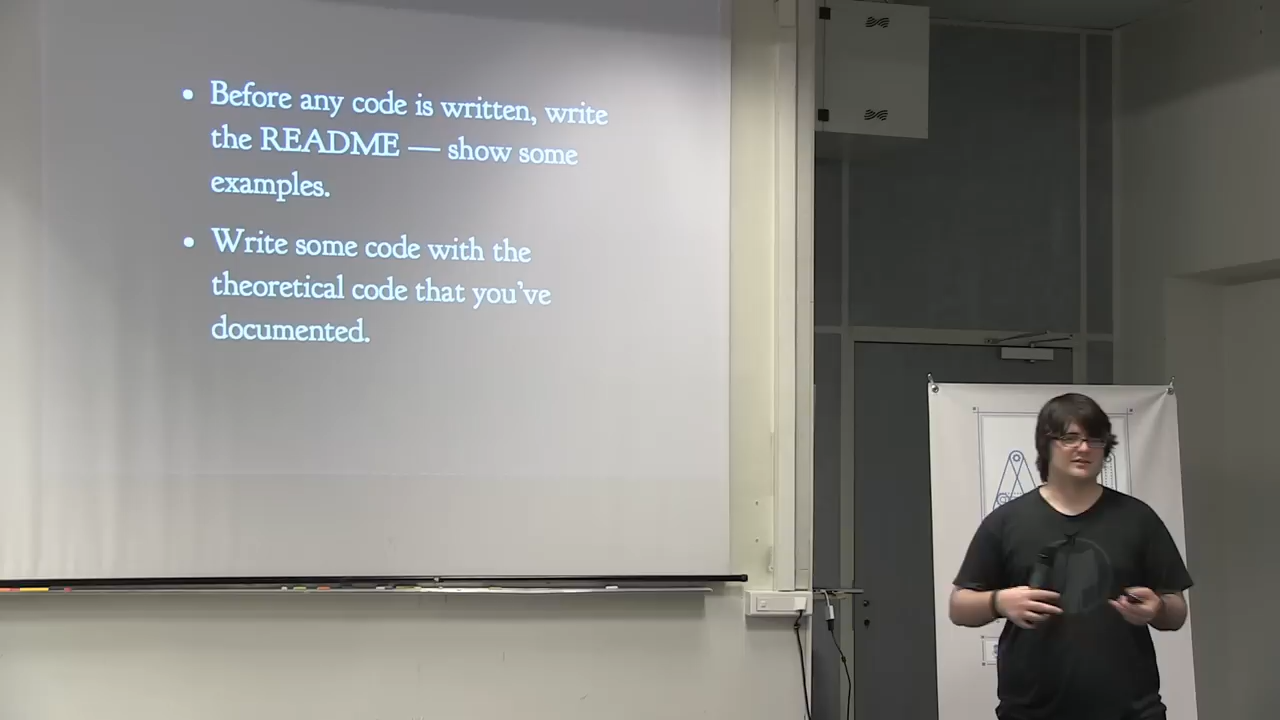 • Before any code is written, write
the README — show some
examples.
• Write some code with the
theoretical code that you've
documented.